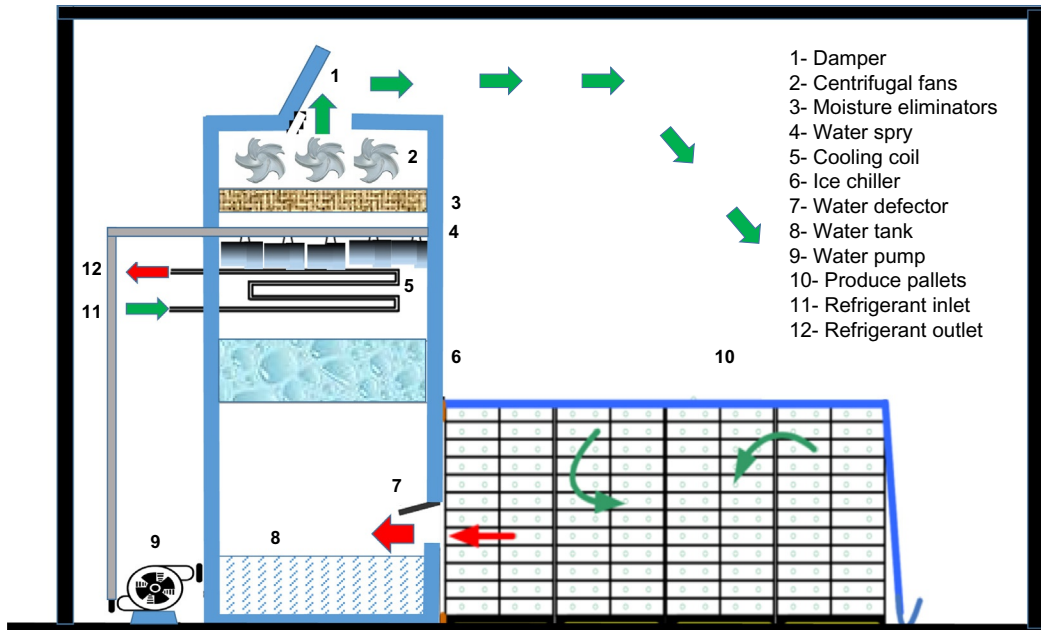 1
1- Damper
2- Centrifugal fans
3- Moisture eliminators
4- Water spry
5- Cooling coil
6- Ice chiller
7- Water defector
8- Water tank
9- Water pump
10- Produce pallets
11- Refrigerant inlet
12- Refrigerant outlet
2
3
4
12
5
11
6
10
7
9
8